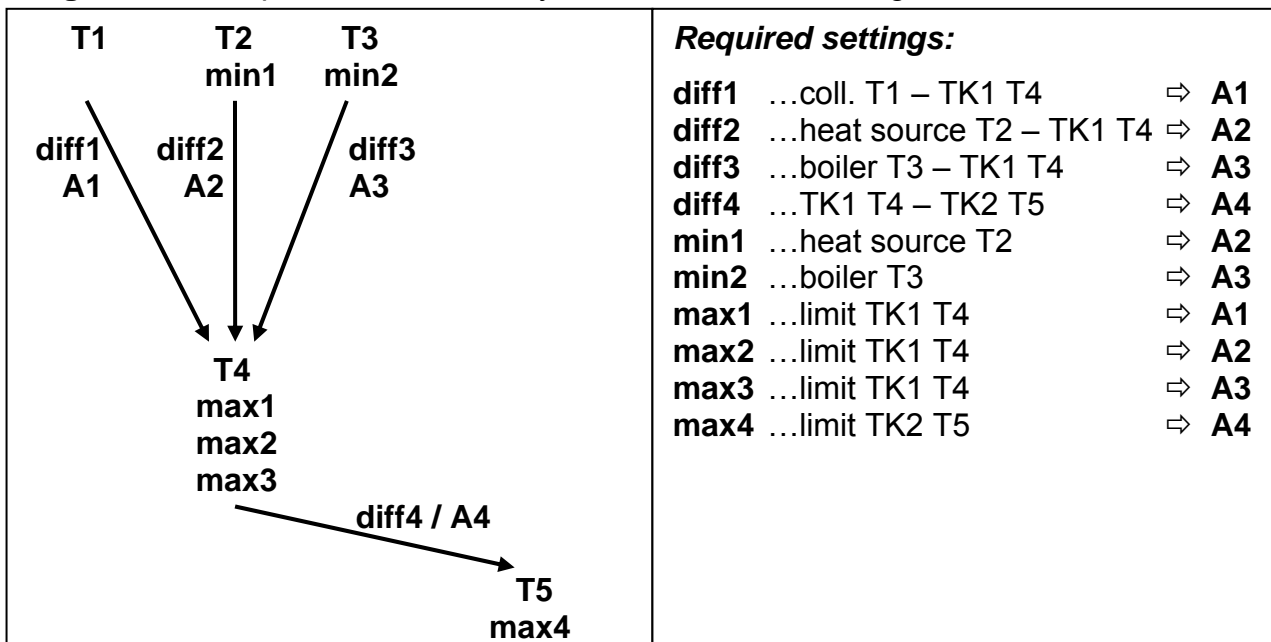 T1 T2 T3
min1 min2
diff1 diff2 diff3
A1 A2 A3
T4
max1
max2
max3
diff4 / A4
T5
max4
Required settings:
diff1 …coll. T1 – TK1 T4 ⇨ A1
diff2 …heat source T2 – TK1 T4 ⇨ A2
diff3 …boiler T3 – TK1 T4 ⇨ A3
diff4 …TK1 T4 – TK2 T5 ⇨ A4
min1 …heat source T2 ⇨ A2
min2 …boiler T3 ⇨ A3
max1 …limit TK1 T4 ⇨ A1
max2 …limit TK1 T4 ⇨ A2
max3 …limit TK1 T4 ⇨ A3
max4 …limit TK2 T5 ⇨ A4